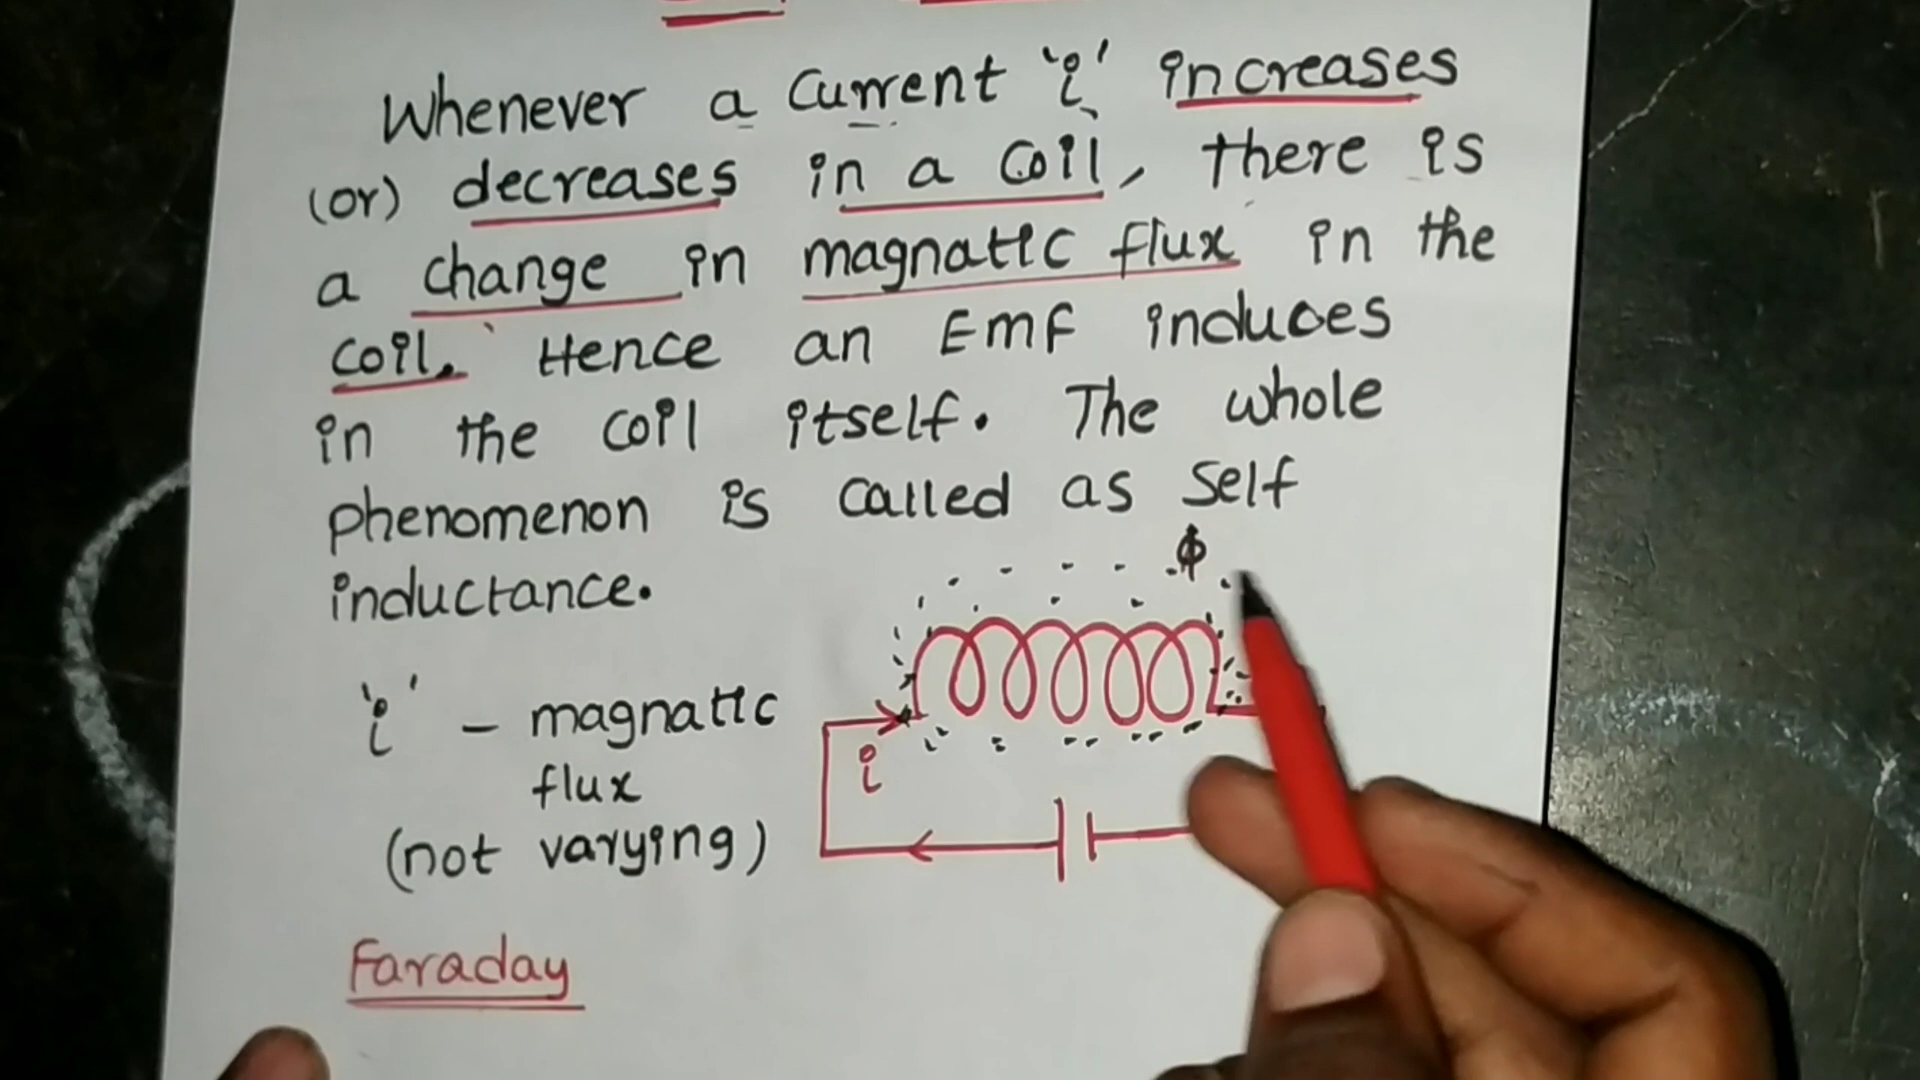 Whenever a current 'i' increases
(or) decreases in a coil, there is
a change in magnatic flux in the
coil. Hence an EMF induces
in the coil itself. The whole
phenomenon is called as self
inductance.
ϕ
'i' - magnatic
flux
(not varying)
i
Faraday